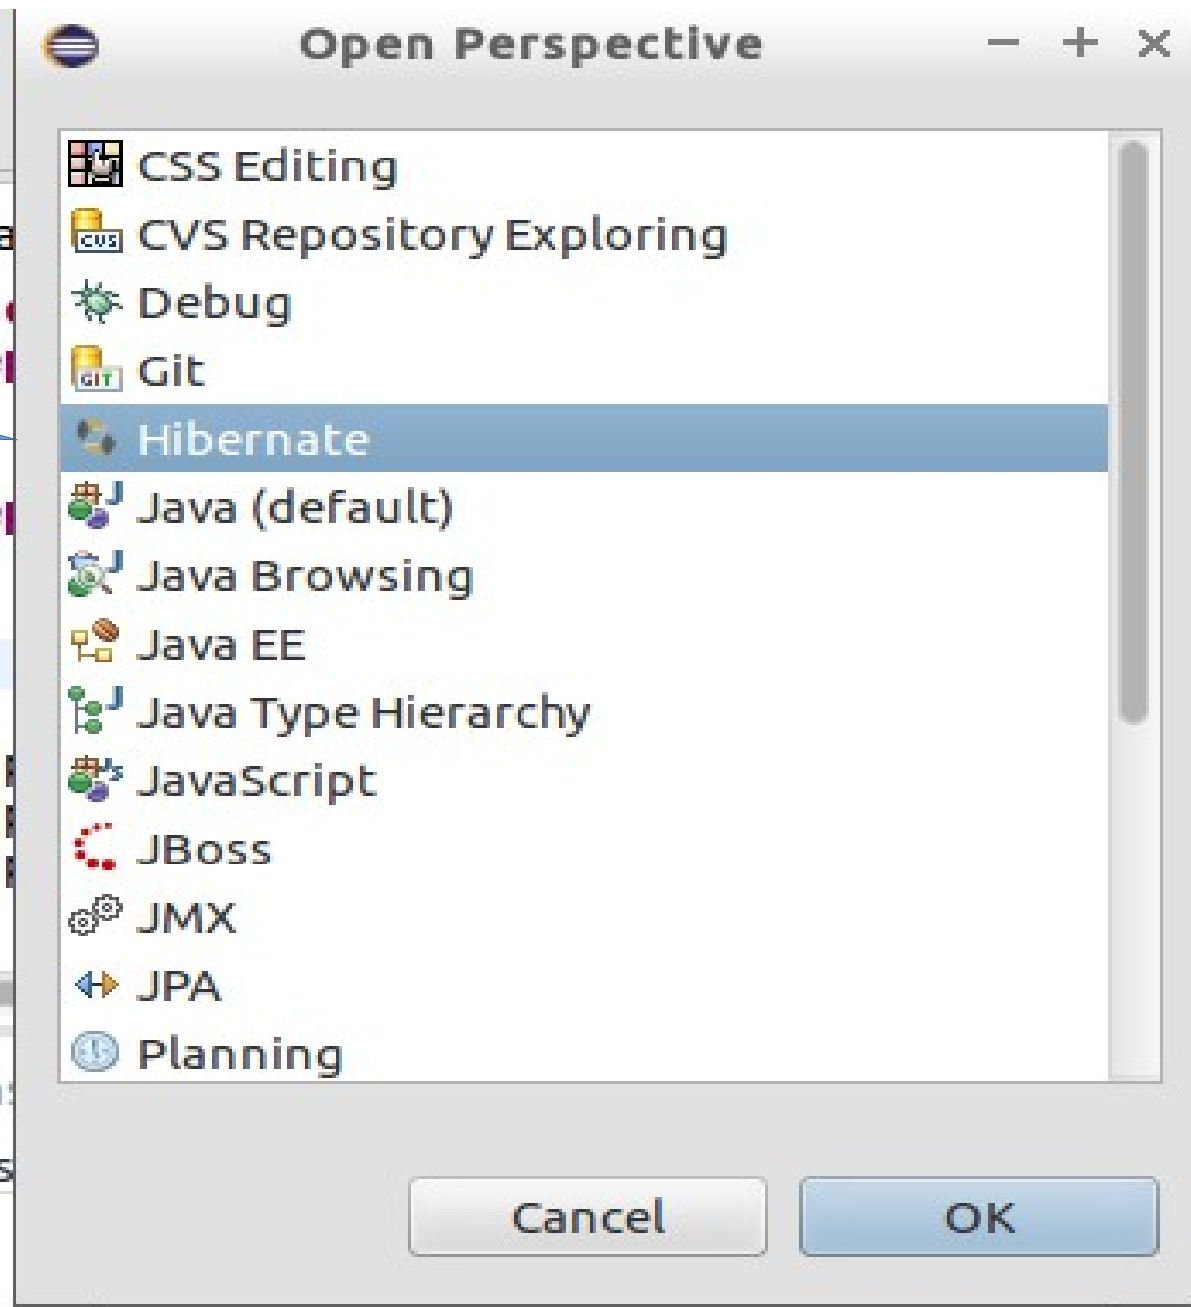 Open Perspective
CSS Editing
CVS Repository Exploring
Debug
Git
Hibernate
Java (default)
Java Browsing
Java EE
Java Type Hierarchy
JavaScript
JBoss
JMX
JPA
Planning
Cancel
OK